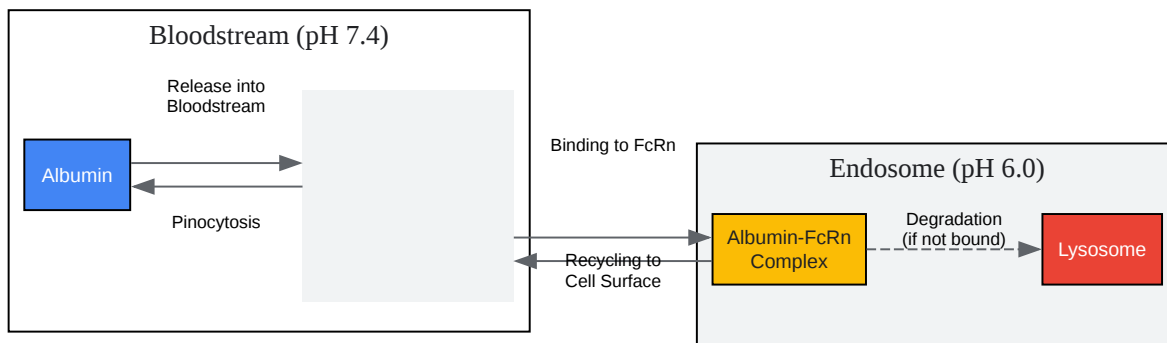 Bloodstream (pH 7.4)
Release into
Bloodstream
Albumin
Pinocytosis
Binding to FcRn
Recycling to
Cell Surface
Endosome (pH 6.0)
Albumin-FcRn
Complex
Degradation
(if not bound)
Lysosome